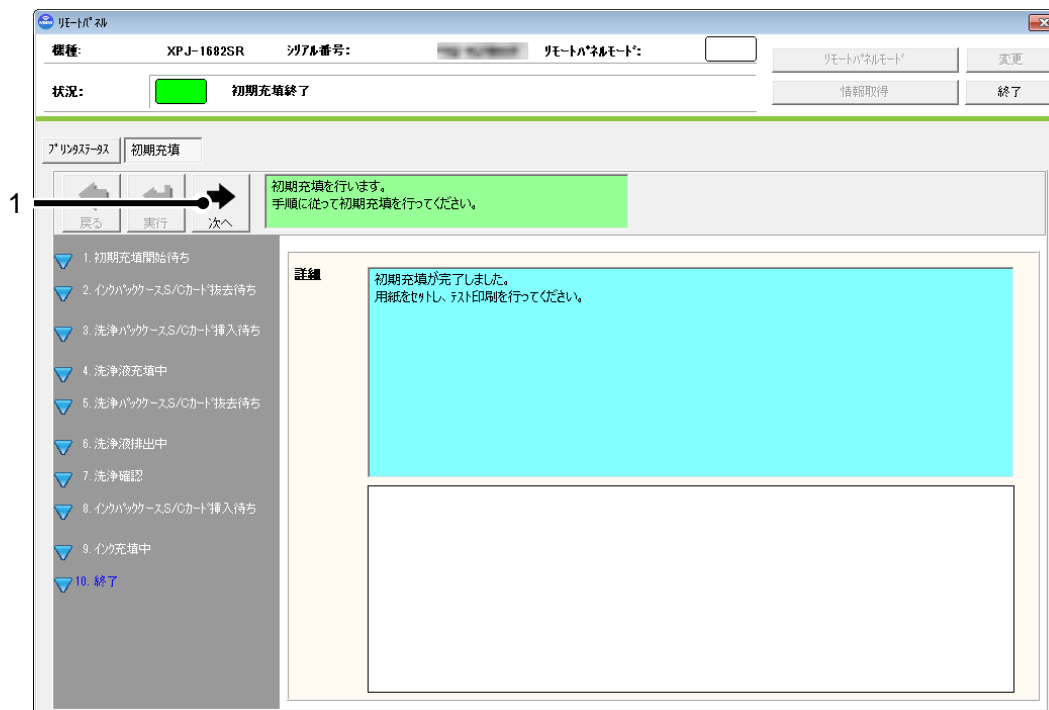 リモートパネル
機種: XPJ-1682SR シリアル番号: リモートパネルモード:
リモートパネルモード 変更
状況: 初期充填終了
情報取得 終了
プリンタステータス 初期充填
1
戻る 実行 次へ
初期充填を行います。
手順に従って初期充填を行ってください。
1. 初期充填開始待ち
2. インクパックケース,S/Cカード抜去待ち
3. 洗浄パックケース,S/Cカード挿入待ち
4. 洗浄液充填中
5. 洗浄パックケース,S/Cカード抜去待ち
6. 洗浄液排出中
7. 洗浄確認
8. インクパックケース,S/Cカード挿入待ち
9. インク充填中
10. 終了
詳細
初期充填が完了しました。
用紙をセットし、テスト印刷を行ってください。